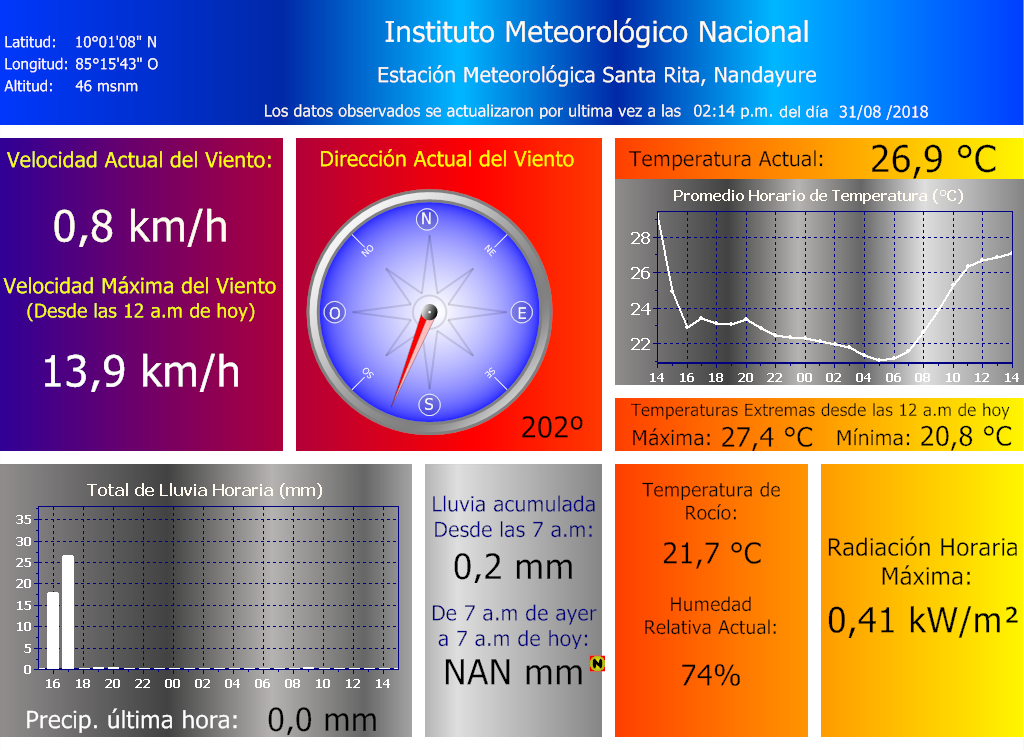 Instituto Meteorológico Nacional
Latitud: 10°01'08" N
Longitud: 85°15'43" O
Altitud: 46 msnm
Estación Meteorológica Santa Rita, Nandayure
Los datos observados se actualizaron por ultima vez a las 02:14 p.m. del día 31/08 /2018
Velocidad Actual del Viento:
0,8 km/h
Velocidad Máxima del Viento
(Desde las 12 a.m de hoy)
13,9 km/h
Dirección Actual del Viento
N
NO NE
O E
SO SE
S
202º
Temperatura Actual: 26,9 °C
Promedio Horario de Temperatura (°C)
28
26
24
22
14 16 18 20 22 00 02 04 06 08 10 12 14
Temperaturas Extremas desde las 12 a.m de hoy
Máxima: 27,4 °C Mínima: 20,8 °C
Total de Lluvia Horaria (mm)
35
30
25
20
15
10
5
0
16 18 20 22 00 02 04 06 08 10 12 14
Precip. última hora: 0,0 mm
Lluvia acumulada
Desde las 7 a.m:
0,2 mm
De 7 a.m de ayer
a 7 a.m de hoy:
NAN mm N
Temperatura de
Rocío:
21,7 °C
Humedad
Relativa Actual:
74%
Radiación Horaria
Máxima:
0,41 kW/m²